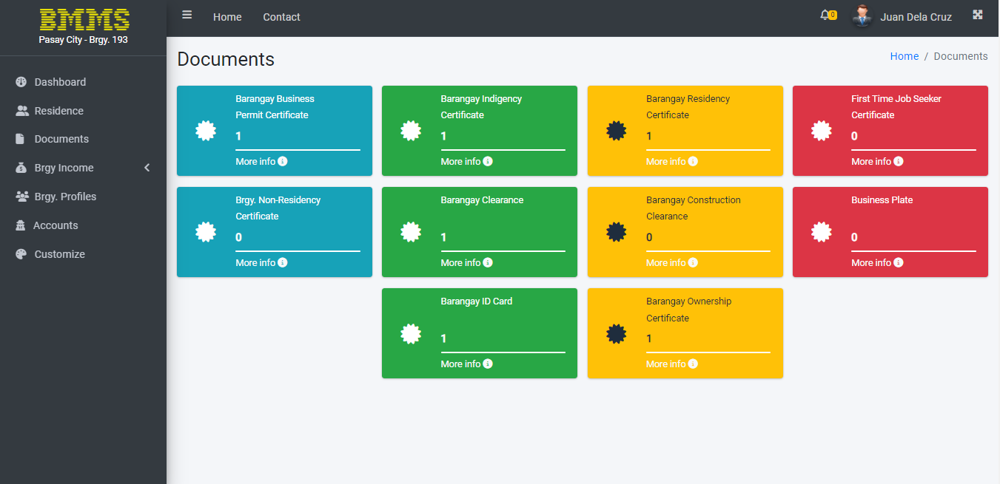 BMMS
Pasay City - Brgy. 193
Dashboard
Residence
Documents
Brgy Income
Brgy. Profiles
Accounts
Customize
Home
Contact
0
Juan Dela Cruz
Documents
Home / Documents
Barangay Business
Permit Certificate
1
More info
Barangay Indigency
Certificate
1
More info
Barangay Residency
Certificate
1
More info
First Time Job Seeker
Certificate
0
More info
Brgy. Non-Residency
Certificate
0
More info
Barangay Clearance
1
More info
Barangay Construction
Clearance
0
More info
Business Plate
0
More info
Barangay ID Card
1
More info
Barangay Ownership
Certificate
1
More info